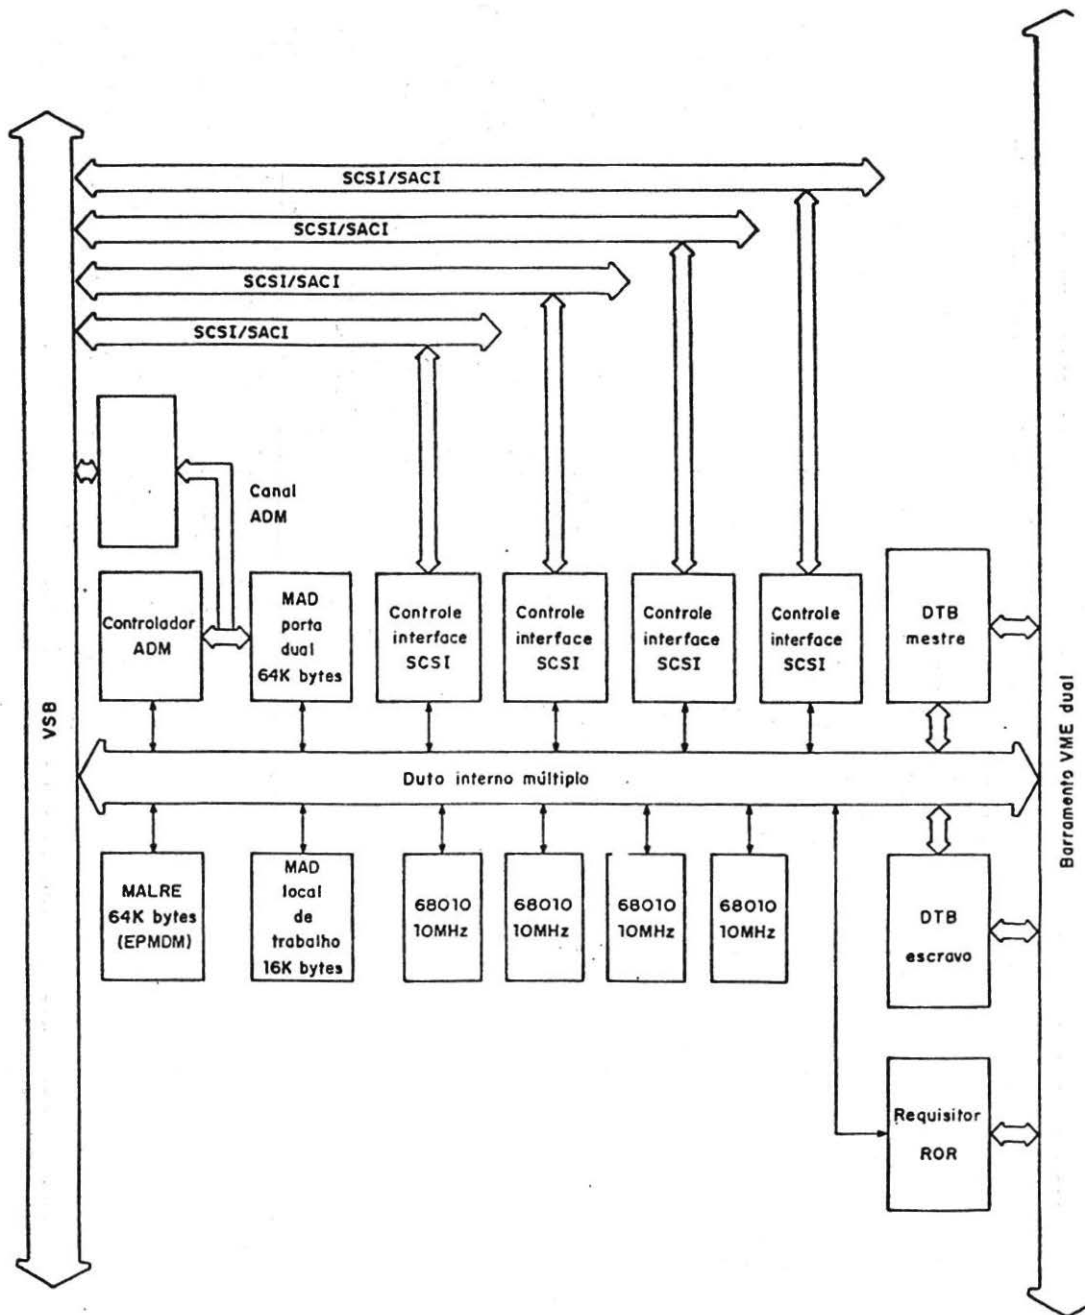 SCSI/SACI
SCSI/SACI
SCSI/SACI
SCSI/SACI
Canal
ADM
Controlador
ADM
MAD
porta
dual
64K bytes
Controle
interface
SCSI
Controle
interface
SCSI
Controle
interface
SCSI
Controle
interface
SCSI
DTB
mestre
VSB
Duto interno múltiplo
Barramento VME dual
MALRE
64K bytes
(EPMDM)
MAD
local
de
trabalho
16K bytes
68010
10MHz
68010
10MHz
68010
10MHz
68010
10MHz
DTB
escravo
Requisitor
ROR